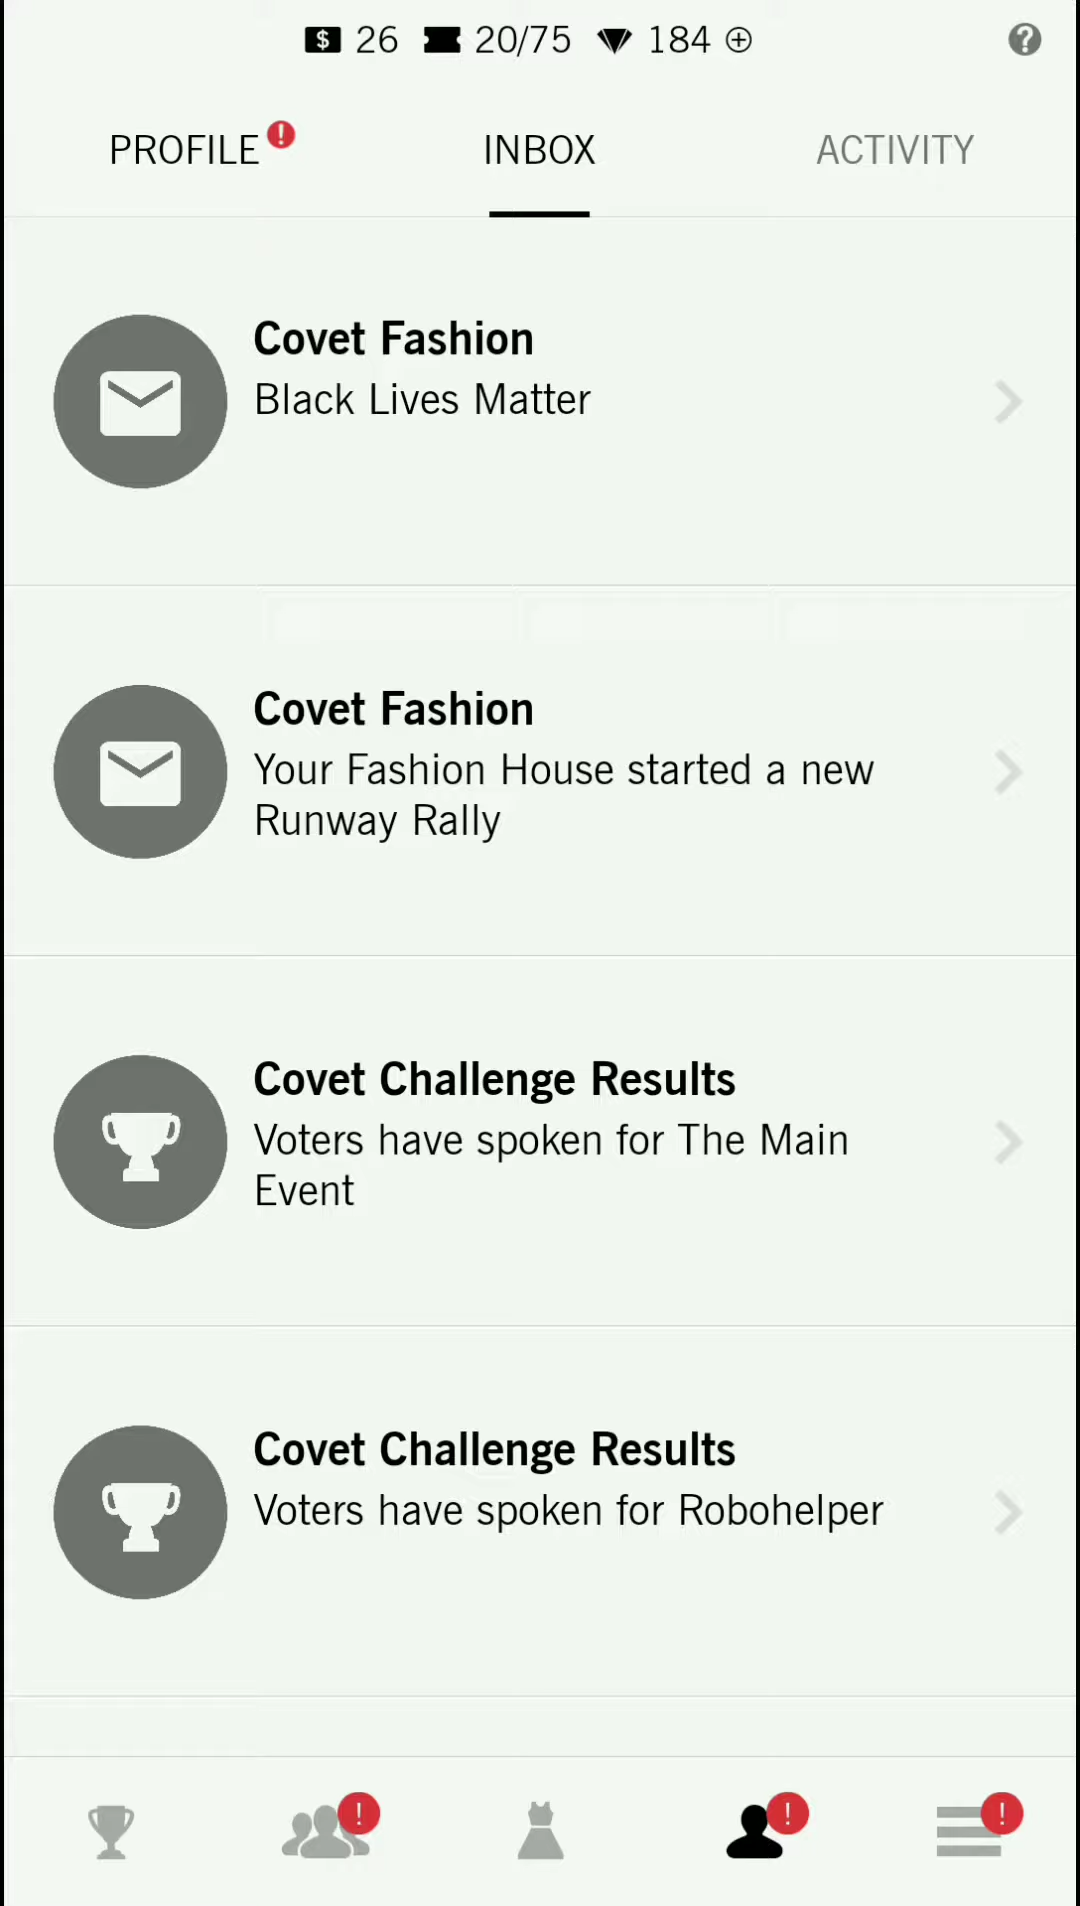 $ 26 20/75 184 ?
PROFILE ! INBOX ACTIVITY
Covet Fashion
Black Lives Matter
Covet Fashion
Your Fashion House started a new
Runway Rally
Covet Challenge Results
Voters have spoken for The Main
Event
Covet Challenge Results
Voters have spoken for Robohelper
! ! !